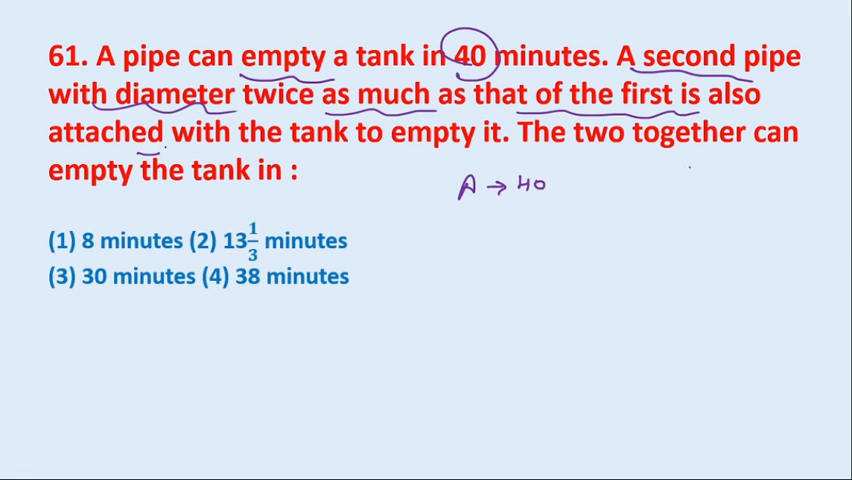 61. A pipe can empty a tank in 40 minutes. A second pipe
with diameter twice as much as that of the first is also
attached with the tank to empty it. The two together can
empty the tank in :
A → 40
(1) 8 minutes (2) 13 1/3 minutes
(3) 30 minutes (4) 38 minutes